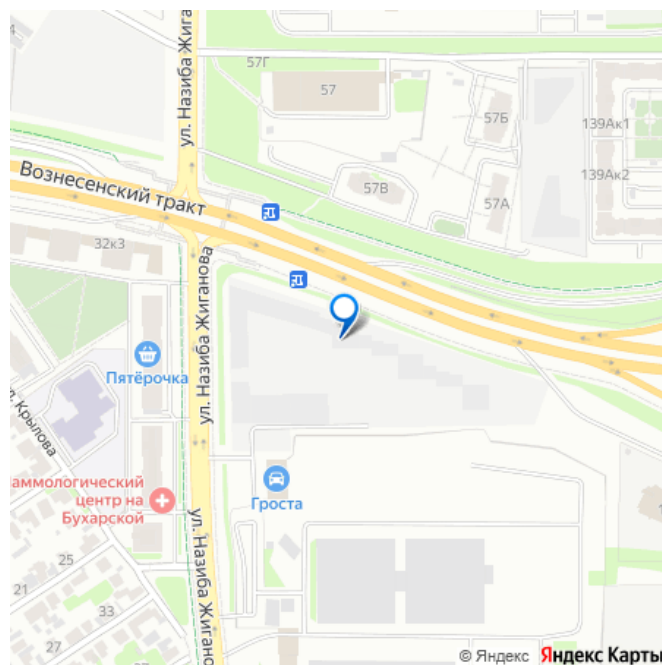 ул. Назиба Жига
57Г
57
57Б
139Ак1
139Ак2
57В
57А
Вознесенский тракт
32к3
ул. Назиба Жиганова
Пятёрочка
л. Крылова
аммологический
центр на
Бухарской
Гроста
ул. Назиба Жигано
25
21
33
27
© Яндекс Яндекс Карты